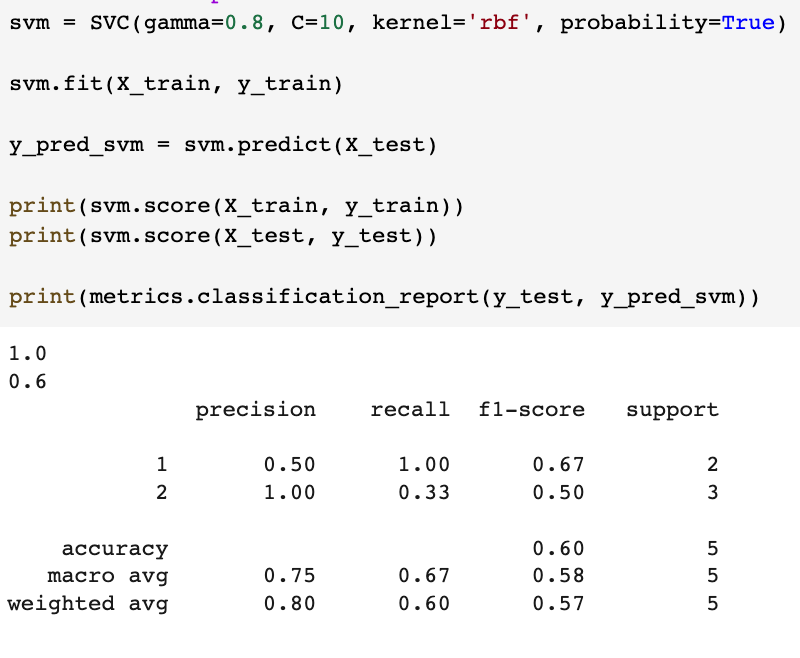 svm = SVC(gamma=0.8, C=10, kernel='rbf', probability=True)
svm.fit(X_train, y_train)
y_pred_svm = svm.predict(X_test)
print(svm.score(X_train, y_train))
print(svm.score(X_test, y_test))
print(metrics.classification_report(y_test, y_pred_svm))
1.0
0.6
precision recall f1-score support
1 0.50 1.00 0.67 2
2 1.00 0.33 0.50 3
accuracy 0.60 5
macro avg 0.75 0.67 0.58 5
weighted avg 0.80 0.60 0.57 5